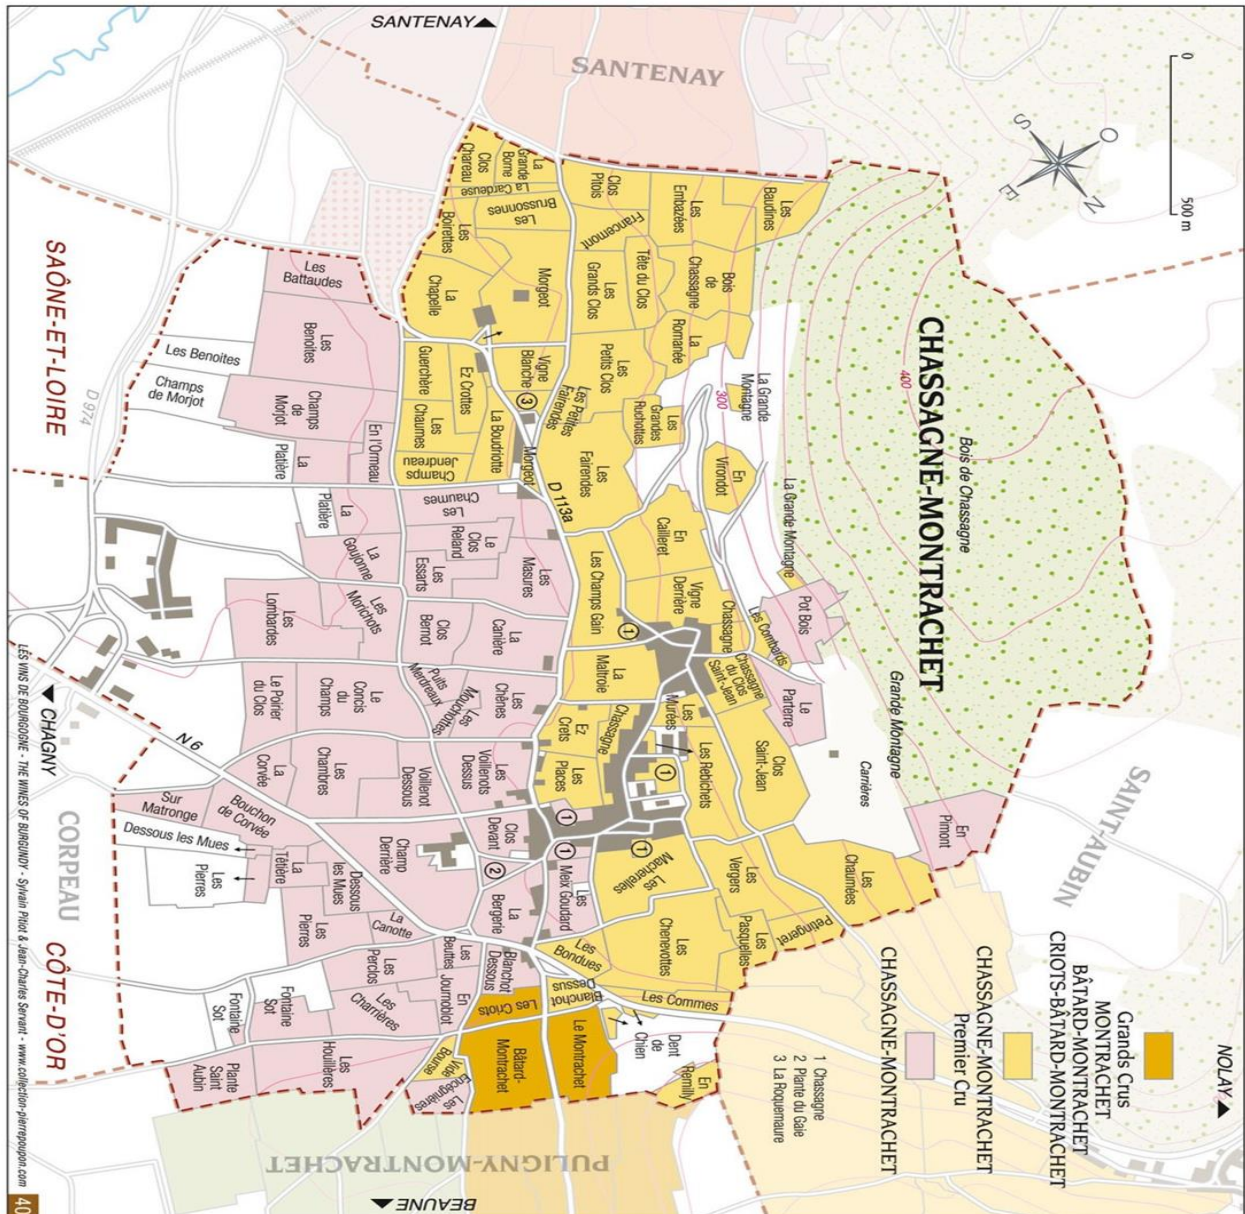 SANTENAY
SANTENAY
0
500 m
S
O
E
N
CHASSAGNE-MONTRACHET
Bois de Chassagne
400
300
Grande Montagne
Carrières
SAINT-AUBIN
NOLAY
Grands Crus
MONTRACHET
BÂTARD-MONTRACHET
CRIOTS-BÂTARD-MONTRACHET
CHASSAGNE-MONTRACHET
Premier Cru
CHASSAGNE-MONTRACHET
1 Chassagne
2 Plante du Gaie
3 La Roquemaure
Les
Baudines
Les
Embazées
Clos
Pitois
Francemont
La
Grande
Borne
Clos
Chareau
La Cardeuse
Les
Brussonnes
Les
Boirettes
La
Chapelle
Morgeot
Les
Grands Clos
Tête du Clos
Bois
de
Chassagne
La
Romanée
Les
Petits Clos
Vigne
Blanche
3
Les Petites
Fairendes
Les
Grandes
Ruchottes
La Grande
Montagne
En
Virondot
La Grande Montagne
Les
Fairendes
Guerchère
Ez Crottes
Les
Chaumes
La Boudriotte
Champs
Jendreau
Morgeot
D 113a
En
Cailleret
Vigne
Derrière
Les Champs Gain
Chassagne
Les Combards
Pot Bois
Le
Parterre
Chassagne
du Clos
Saint-Jean
1
La
Maltroie
Les
Murées
Les Rebichets
Clos
Saint-Jean
Chassagne
Ez
Crets
Les
Places
1
1
1
1
Les
Macherelles
Les
Vergers
Les
Chaumées
En
Pimont
Les
Chenevottes
Les
Pasquelles
Petingeret
Les
Bondues
Les Commes
Blanchot
Dessus
Dent
de
Chien
En
Remilly
Le Montrachet
Les Criots
Bâtard-
Montrachet
Vide
Bourse
Les
Encégnières
Les
Battaudes
Les
Benoites
Les Benoites
Champs
de Morjot
Champs
de
Morjot
En l'Ormeau
La
Platière
La
Platière
Les
Chaumes
Le
Clos
Reland
Les
Essarts
Les
Masures
La
Goujonne
Les
Morichots
Les
Lombardes
Clos
Bernot
La
Canière
Puits
Merdreaux
Les
Mouchottes
Les
Chênes
Le
Concis
du
Champs
Le Poirier
du Clos
Voillenots
Dessus
Voillenot
Dessous
Les
Chambres
La
Corvée
Bouchon
de Corvée
Sur
Matronge
Dessous les Mues
Les
Pierres
La
Têtière
Dessous
les Mues
Champ
Derrière
Clos
Devant
2
La
Bergerie
Les
Meix Goudard
La Canotte
Les
Pierres
Les
Perclos
Les
Beuttes
Blanchot
Dessous
En
Journoblot
Les
Charrières
Fontaine
Sot
Fontaine
Sot
Les
Houillères
Plante
Saint
Aubin
SAÔNE-ET-LOIRE
D 974
CHAGNY
N 6
CORPEAU
CÔTE-D'OR
PULIGNY-MONTRACHET
BEAUNE
LES VINS DE BOURGOGNE - THE WINES OF BURGUNDY - Sylvain Pitiot & Jean-Charles Servant - www.collection-pierrepoupon.com
40